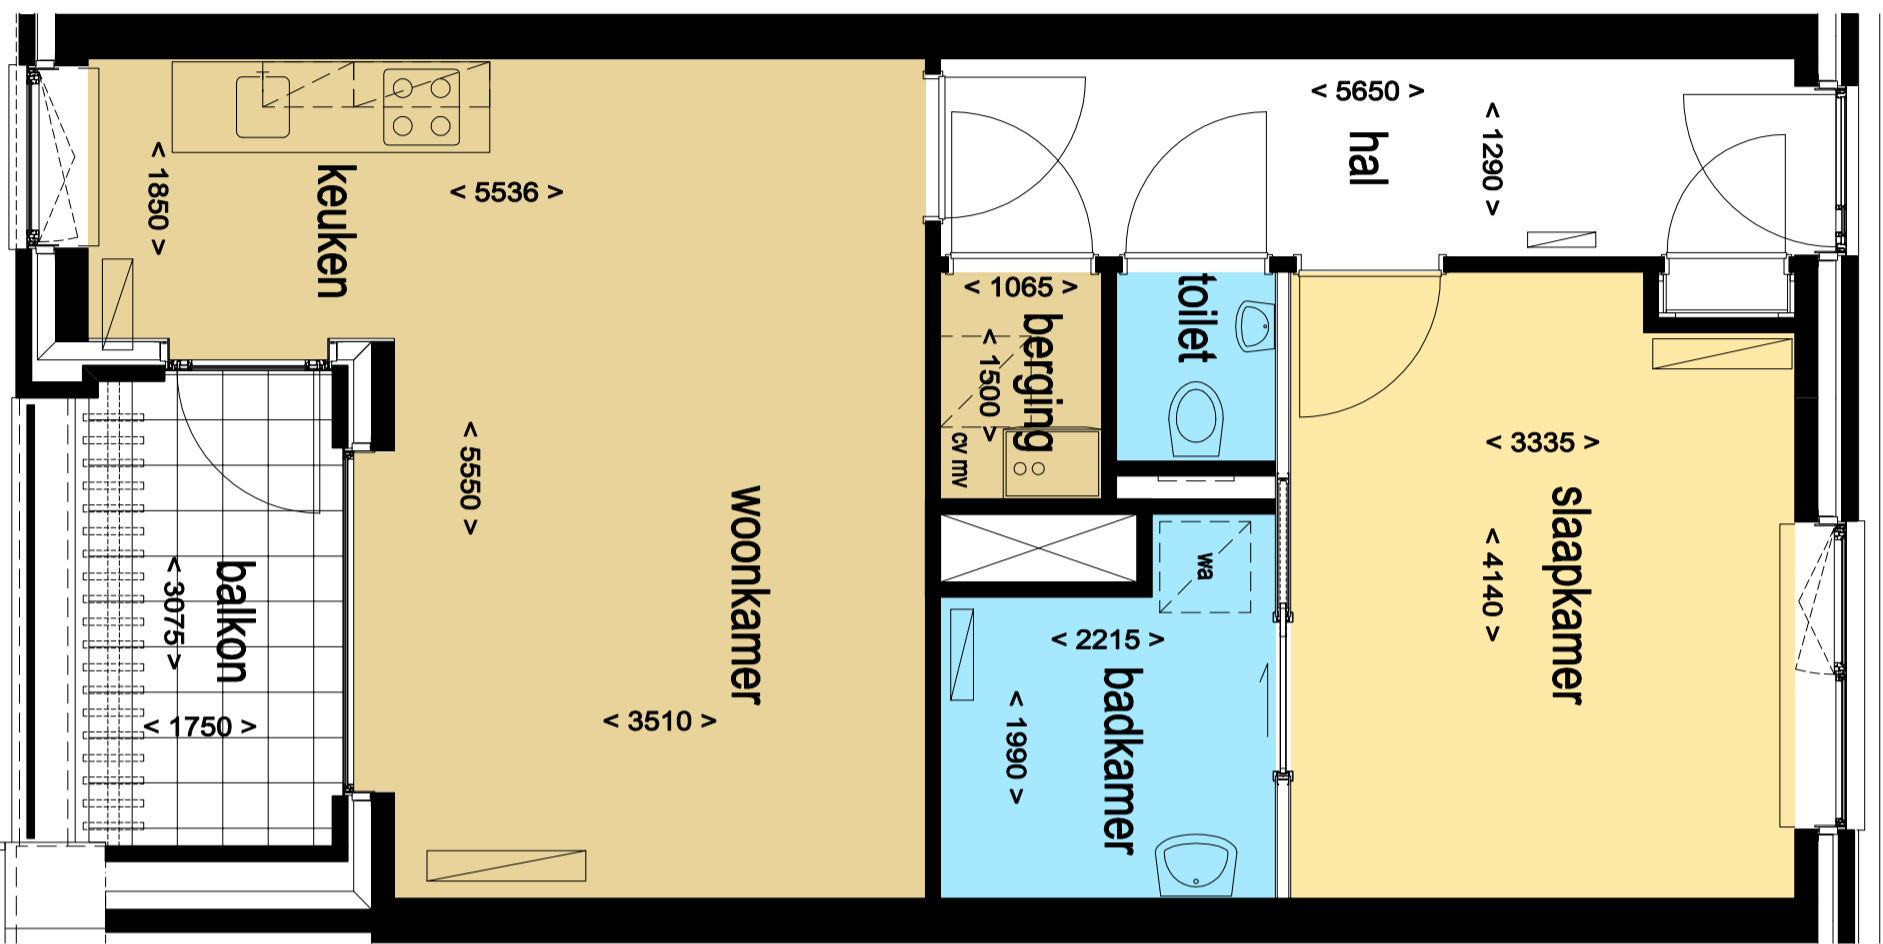 < 5650 >
hal
< 1290 >
keuken
< 1850 >
< 5536 >
< 1065 >
berging
< 1500 >
cv mv
toilet
< 3335 >
slaapkamer
< 4140 >
< 5550 >
woonkamer
< 3510 >
balkon
< 3075 >
< 1750 >
wa
< 2215 >
badkamer
< 1990 >